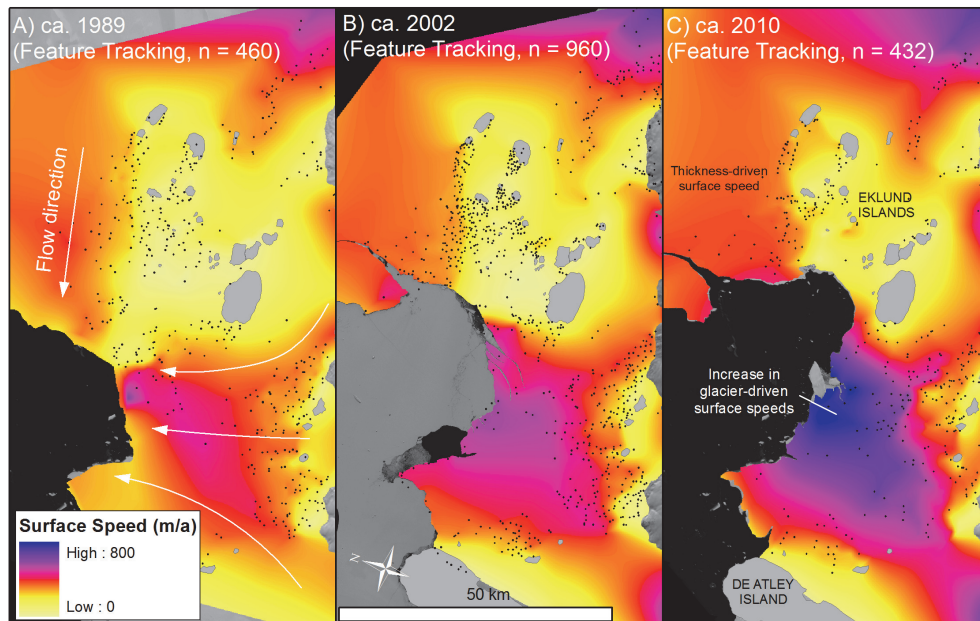 A) ca. 1989
(Feature Tracking, n = 460)
B) ca. 2002
(Feature Tracking, n = 960)
C) ca. 2010
(Feature Tracking, n = 432)
Flow direction
Thickness-driven
surface speed
EKLUND
ISLANDS
Increase in
glacier-driven
surface speeds
Surface Speed (m/a)
High : 800
Low : 0
N
50 km
DE ATLEY
ISLAND